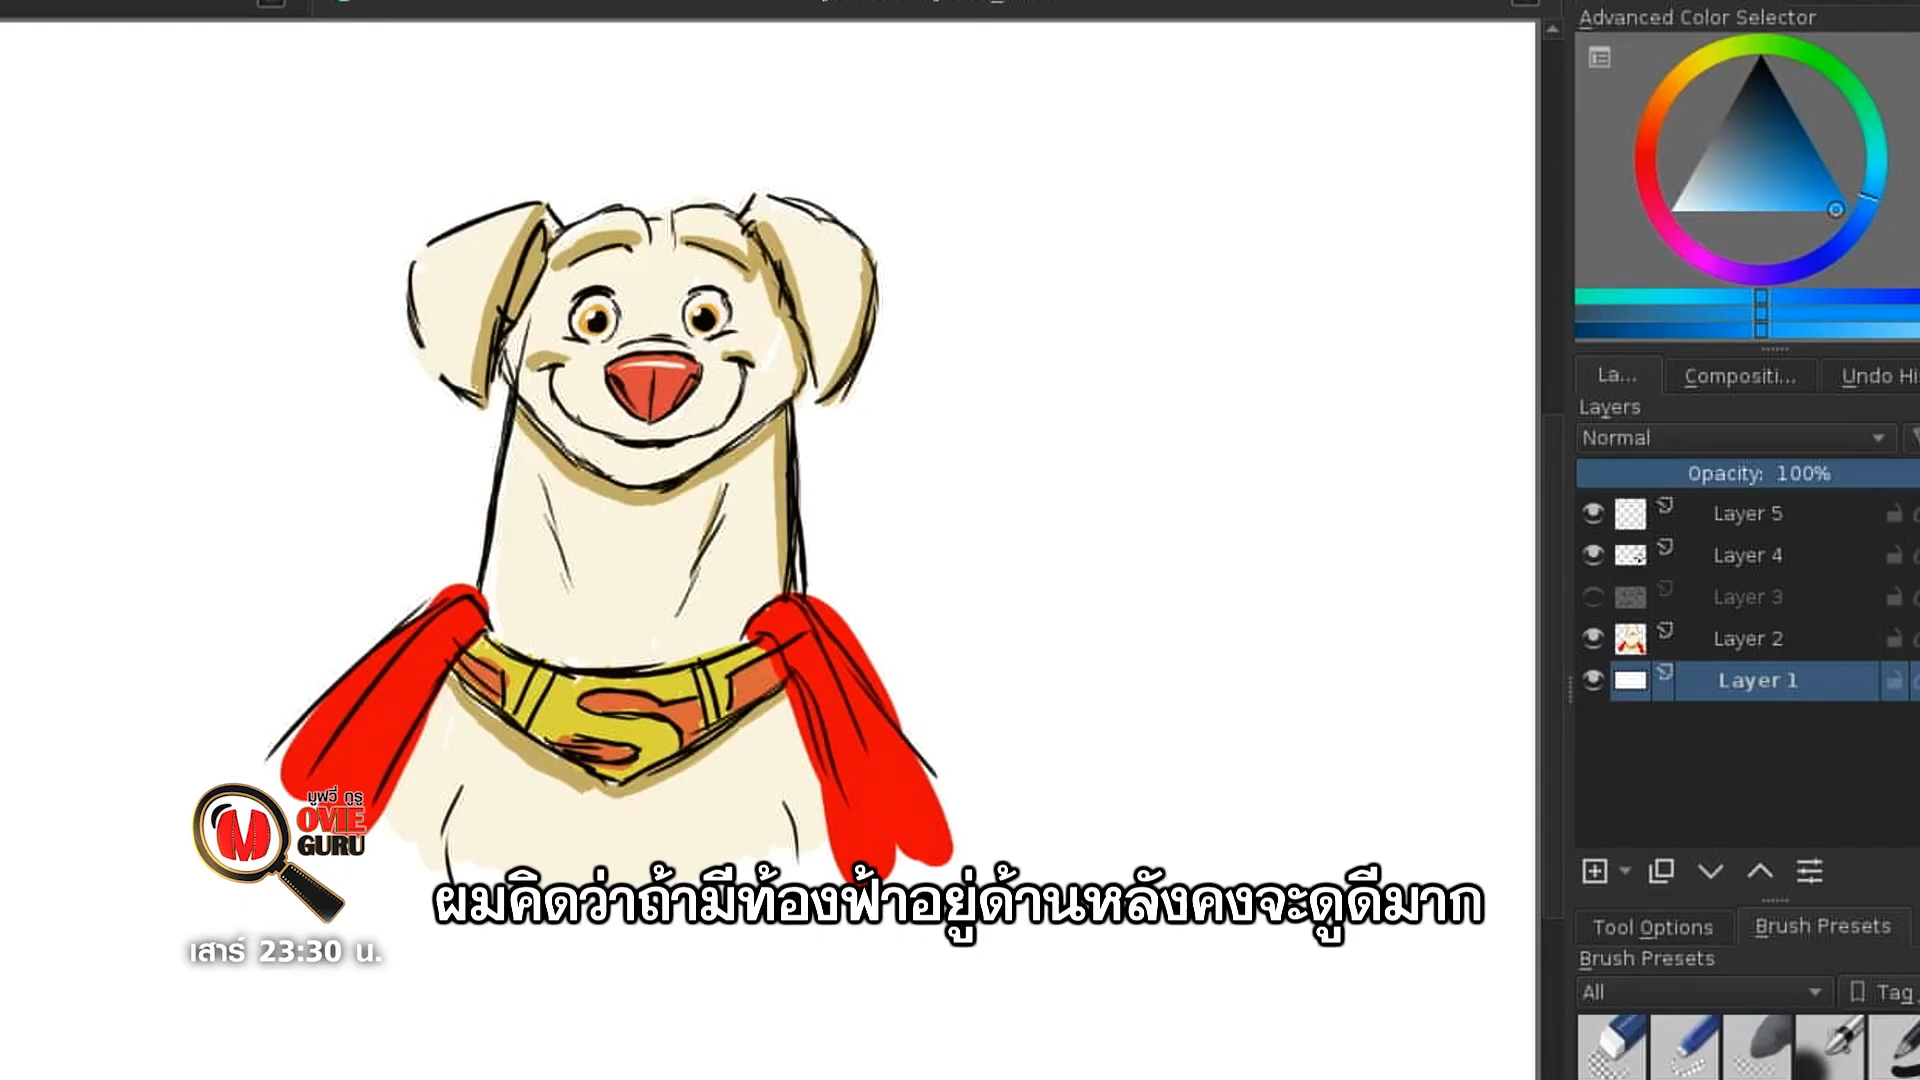 Advanced Color Selector
La...
Compositi...
Undo Hi
Layers
Normal
Opacity: 100%
Layer 5
Layer 4
Layer 3
Layer 2
Layer 1
มูฟวี่ กูรู
MOVIE
GURU
ผมคิดว่าถ้ามีท้องฟ้าอยู่ด้านหลังคงจะดูดีมาก
เสาร์ 23:30 น.
Tool Options
Brush Presets
Brush Presets
All
Tag